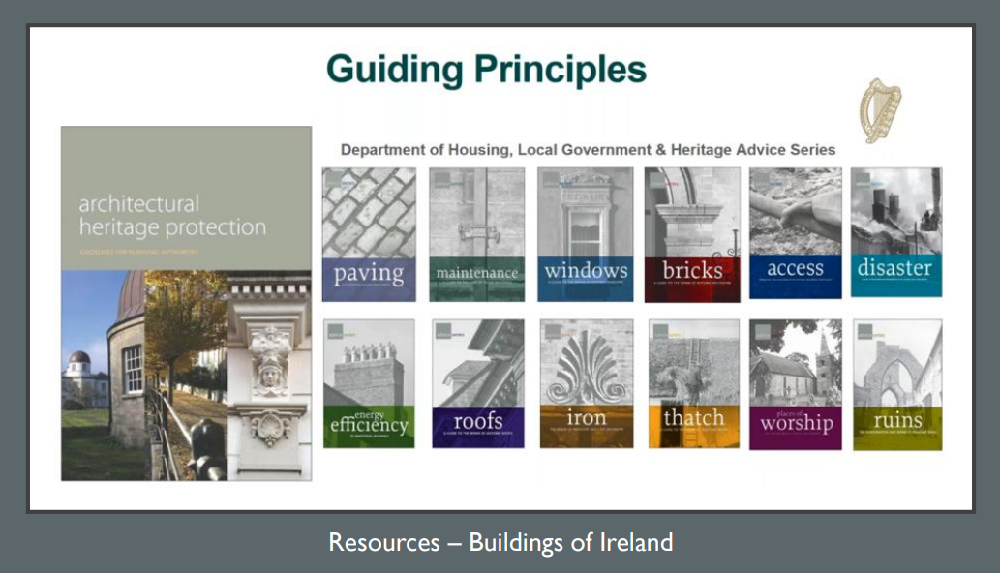 Guiding Principles
Department of Housing, Local Government & Heritage Advice Series
architectural
heritage protection
GUIDELINES FOR PLANNING AUTHORITIES
paving
maintenance
windows
bricks
access
disaster
energy
efficiency
roofs
iron
thatch
places of
worship
ruins
Resources – Buildings of Ireland